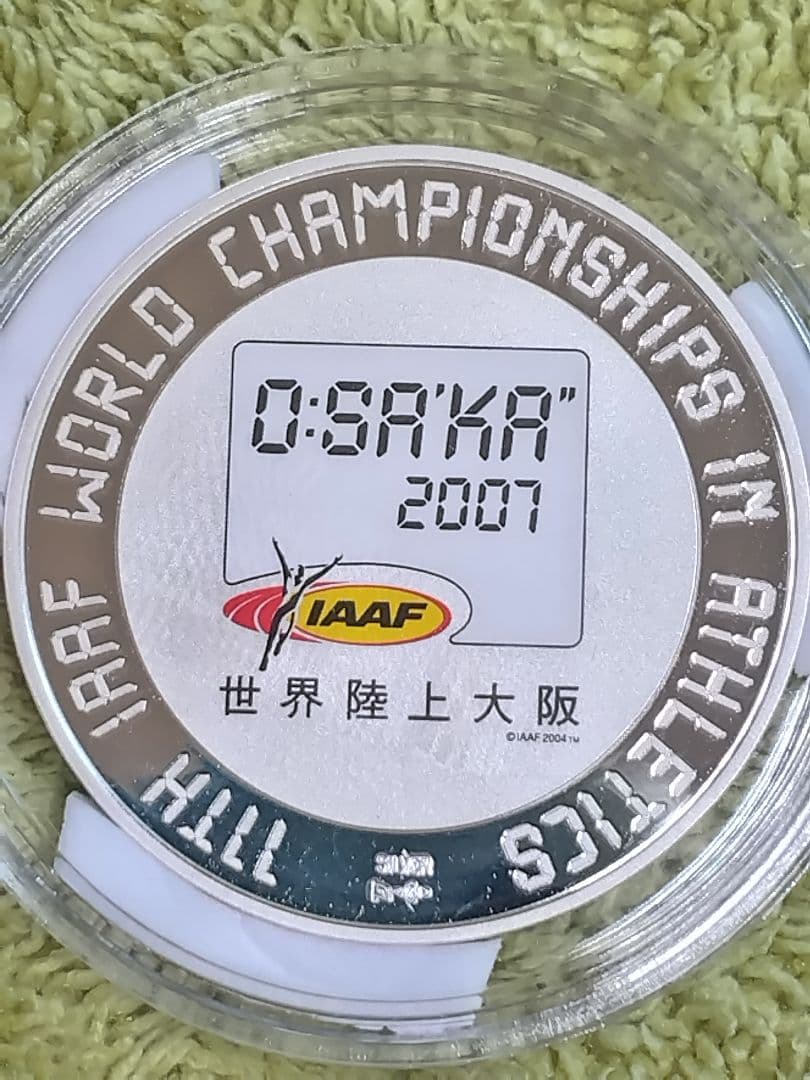 11TH IAAF WORLD CHAMPIONSHIPS IN ATHLETICS
O:SA'KA"
2007
IAAF
世界陸上大阪
©IAAF 2004™